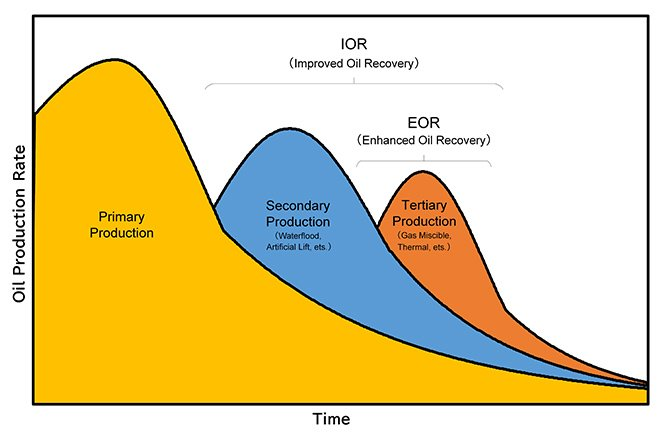 IOR
(Improved Oil Recovery)
EOR
(Enhanced Oil Recovery)
Oil Production Rate
Primary
Production
Secondary
Production
(Waterflood,
Artificial Lift, ets.)
Tertiary
Production
(Gas Miscible,
Thermal, ets.)
Time